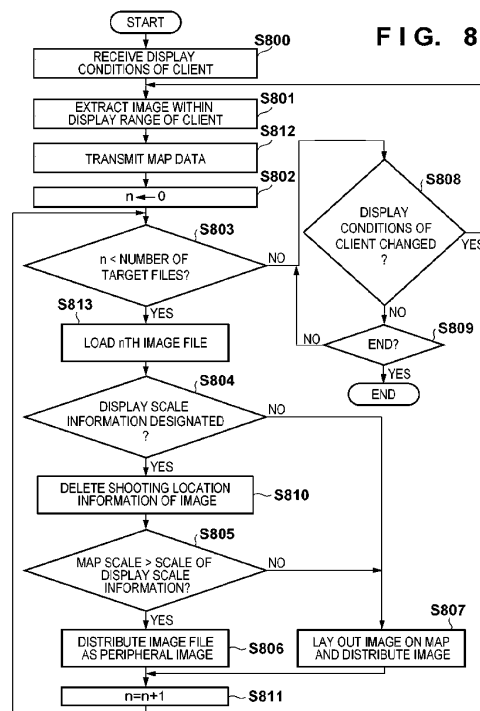 START
FIG. 8
S800
RECEIVE DISPLAY
CONDITIONS OF CLIENT
S801
EXTRACT IMAGE WITHIN
DISPLAY RANGE OF CLIENT
S812
TRANSMIT MAP DATA
S802
n ← 0
S803
n < NUMBER OF
TARGET FILES?
NO
YES
S808
DISPLAY
CONDITIONS OF
CLIENT CHANGED
?
YES
NO
S809
END?
NO
YES
END
S813
LOAD nTH IMAGE FILE
S804
DISPLAY SCALE
INFORMATION DESIGNATED
?
NO
YES
DELETE SHOOTING LOCATION
INFORMATION OF IMAGE
S810
S805
MAP SCALE > SCALE OF
DISPLAY SCALE
INFORMATION?
NO
YES
DISTRIBUTE IMAGE FILE
AS PERIPHERAL IMAGE
S806
S807
LAY OUT IMAGE ON MAP
AND DISTRIBUTE IMAGE
n=n+1
S811